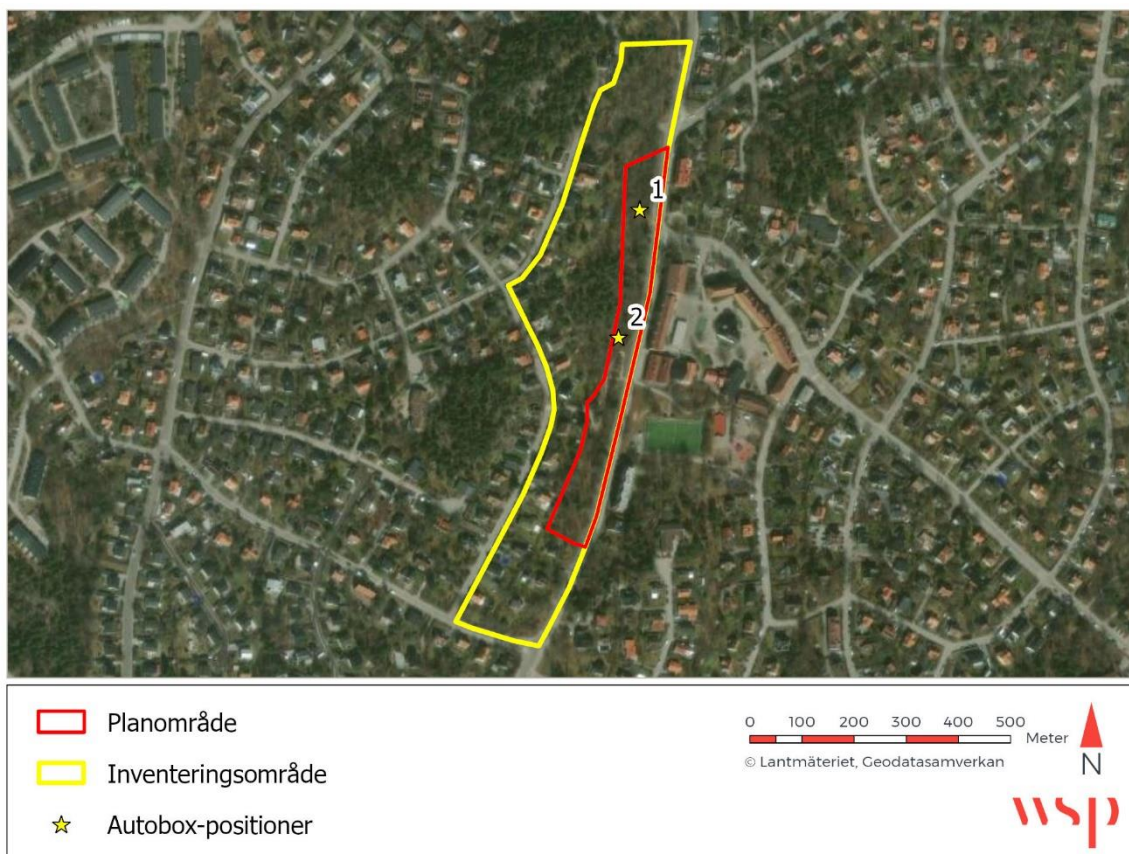 1
2
Planområde
Inventeringsområde
Autobox-positioner
0 100 200 300 400 500
Meter
© Lantmäteriet, Geodatasamverkan
N
wsp